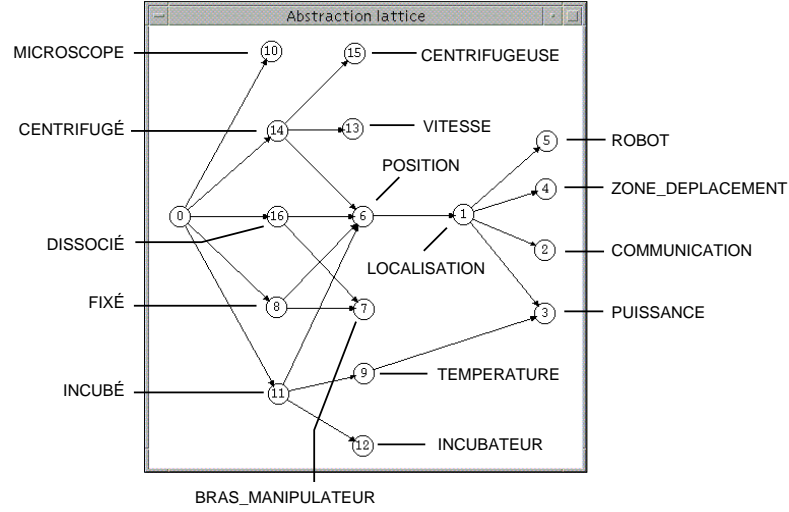 Abstraction lattice
MICROSCOPE
10
15
CENTRIFUGEUSE
CENTRIFUGÉ
14
13
VITESSE
5
ROBOT
POSITION
4
ZONE_DEPLACEMENT
0
16
6
1
DISSOCIÉ
LOCALISATION
2
COMMUNICATION
FIXÉ
8
7
3
PUISSANCE
INCUBÉ
11
9
TEMPERATURE
12
INCUBATEUR
BRAS_MANIPULATEUR